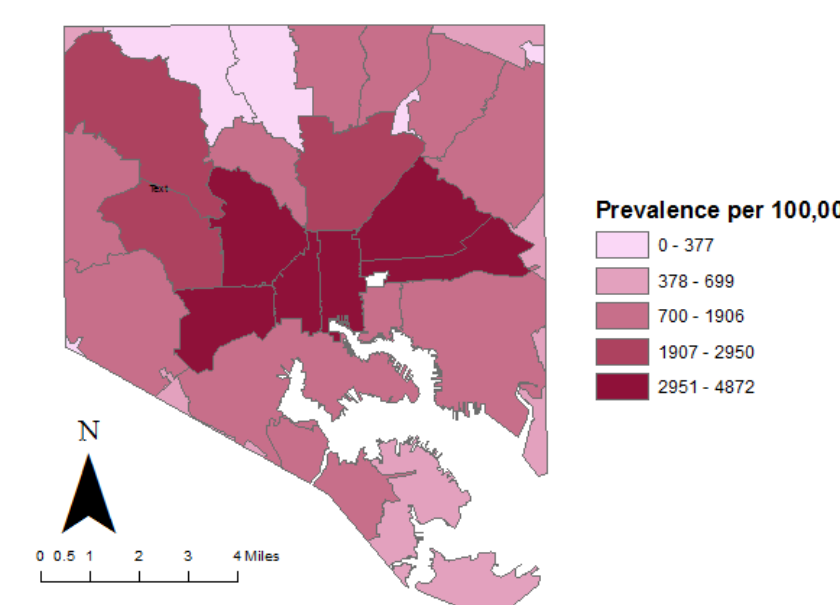 Text
Prevalence per 100,00
0 - 377
378 - 699
700 - 1906
1907 - 2950
2951 - 4872
N
0 0.5 1 2 3 4 Miles